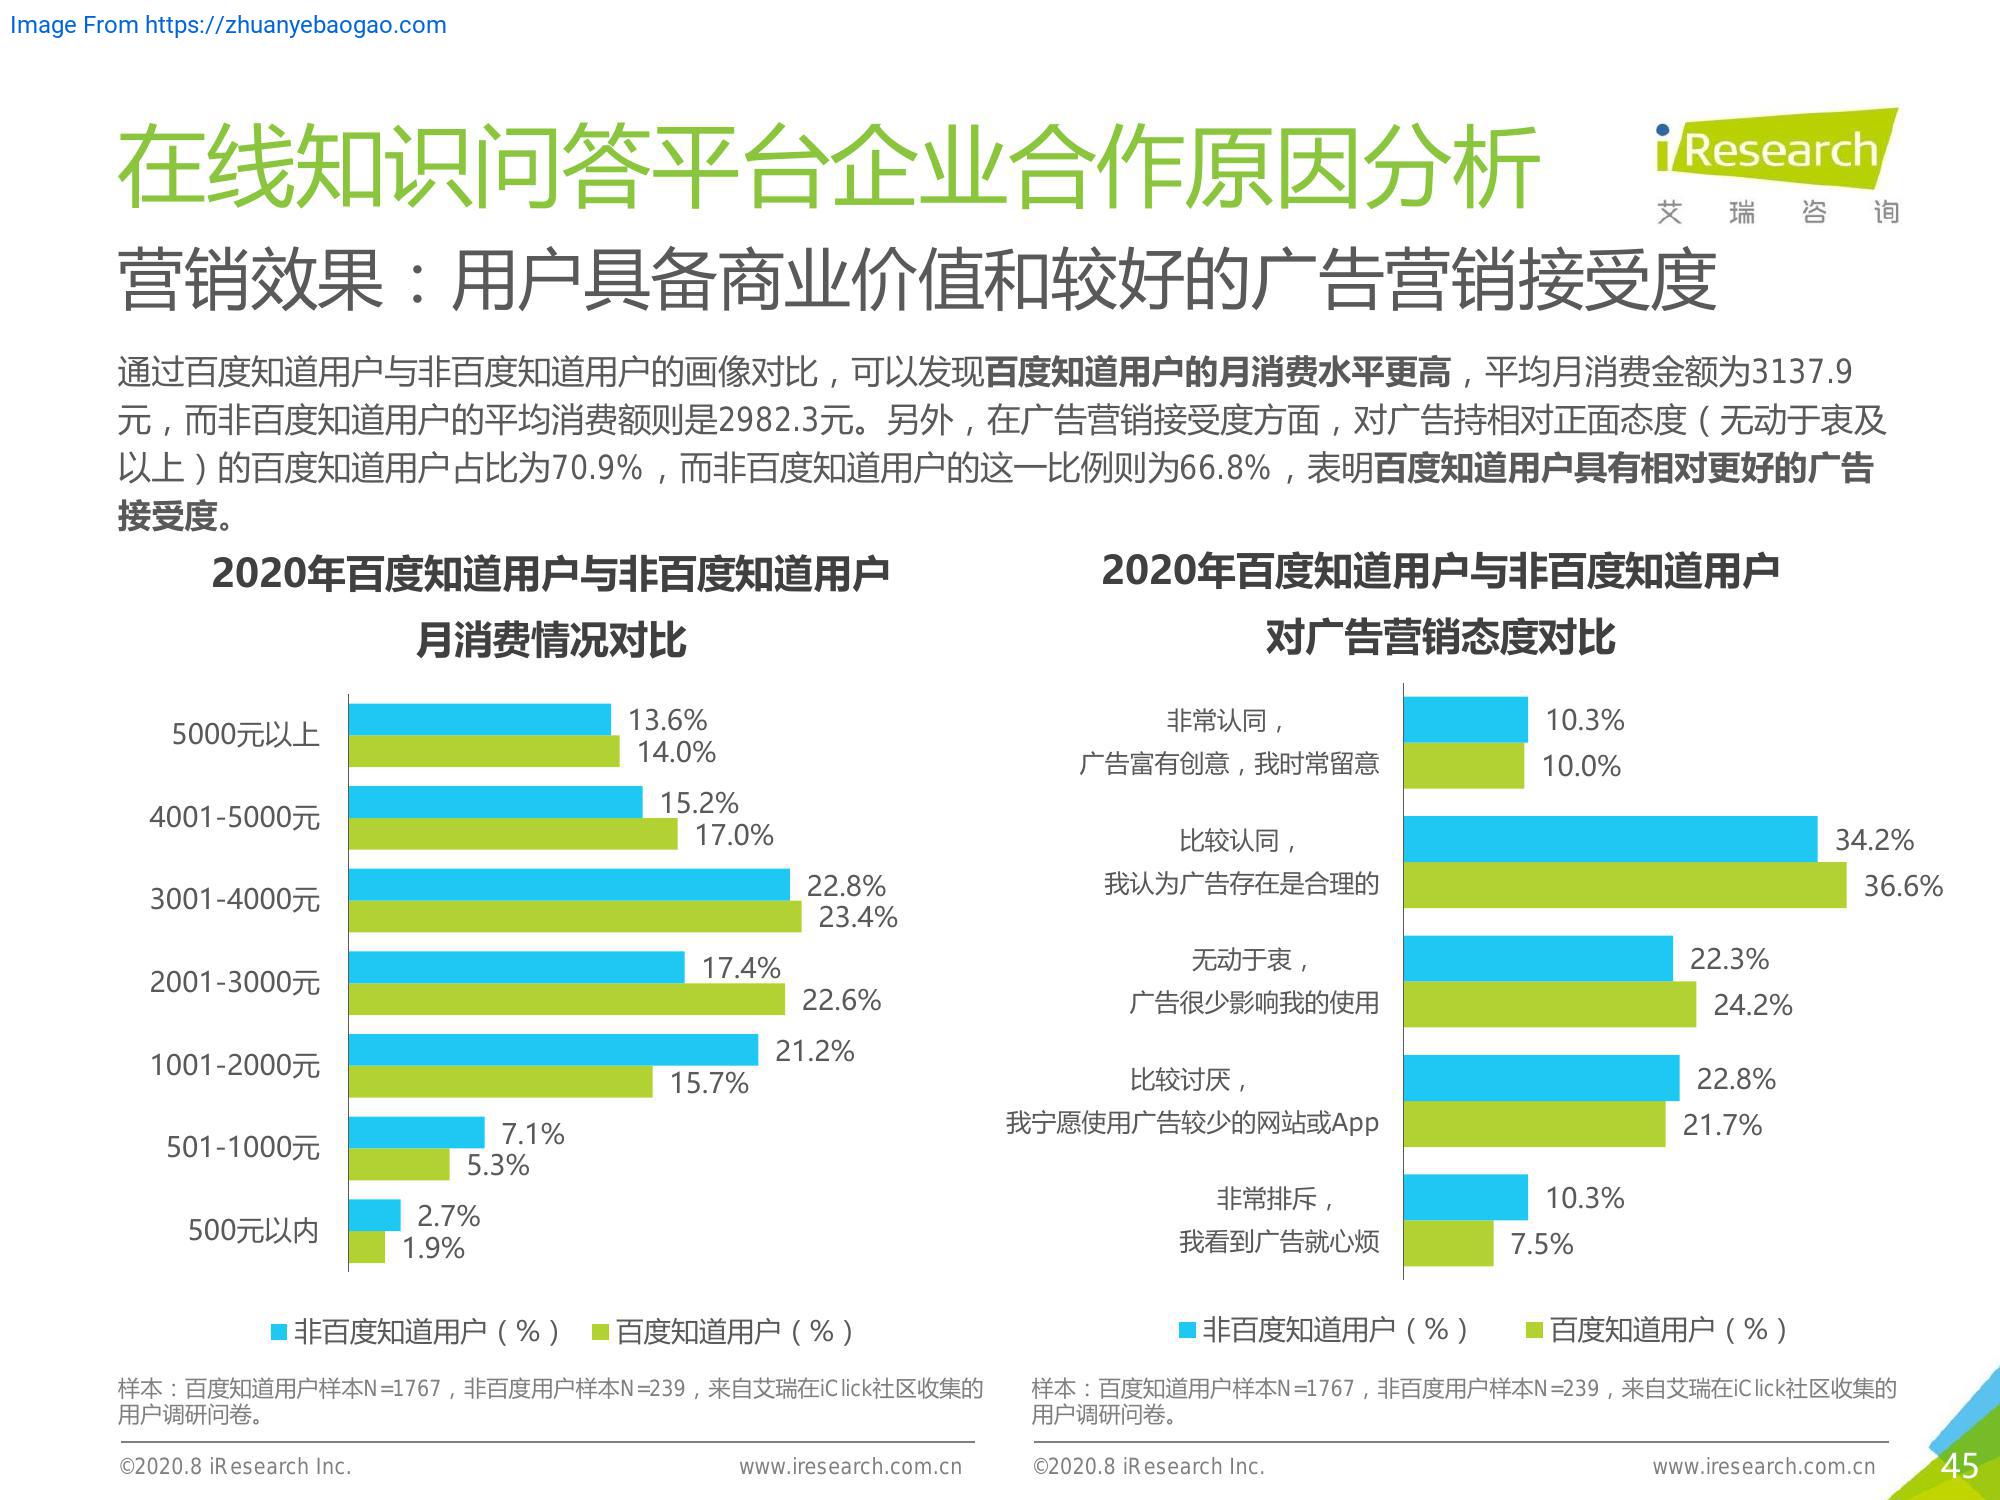 Image From https://zhuanyebaogao.com
在线知识问答平台企业合作原因分析
iResearch
艾瑞咨询
营销效果：用户具备商业价值和较好的广告营销接受度
通过百度知道用户与非百度知道用户的画像对比，可以发现百度知道用户的月消费水平更高，平均月消费金额为3137.9
元，而非百度知道用户的平均消费额则是2982.3元。另外，在广告营销接受度方面，对广告持相对正面态度（无动于衷及
以上）的百度知道用户占比为70.9%，而非百度知道用户的这一比例则为66.8%，表明百度知道用户具有相对更好的广告
接受度。
2020年百度知道用户与非百度知道用户
月消费情况对比
5000元以上
13.6%
14.0%
4001-5000元
15.2%
17.0%
3001-4000元
22.8%
23.4%
2001-3000元
17.4%
22.6%
1001-2000元
21.2%
15.7%
501-1000元
7.1%
5.3%
500元以内
2.7%
1.9%
非百度知道用户（%） 百度知道用户（%）
样本：百度知道用户样本N=1767，非百度用户样本N=239，来自艾瑞在iClick社区收集的
用户调研问卷。
©2020.8 iResearch Inc. www.iresearch.com.cn
2020年百度知道用户与非百度知道用户
对广告营销态度对比
非常认同，
广告富有创意，我时常留意
10.3%
10.0%
比较认同，
我认为广告存在是合理的
34.2%
36.6%
无动于衷，
广告很少影响我的使用
22.3%
24.2%
比较讨厌，
我宁愿使用广告较少的网站或App
22.8%
21.7%
非常排斥，
我看到广告就心烦
10.3%
7.5%
非百度知道用户（%） 百度知道用户（%）
样本：百度知道用户样本N=1767，非百度用户样本N=239，来自艾瑞在iClick社区收集的
用户调研问卷。
©2020.8 iResearch Inc. www.iresearch.com.cn
45